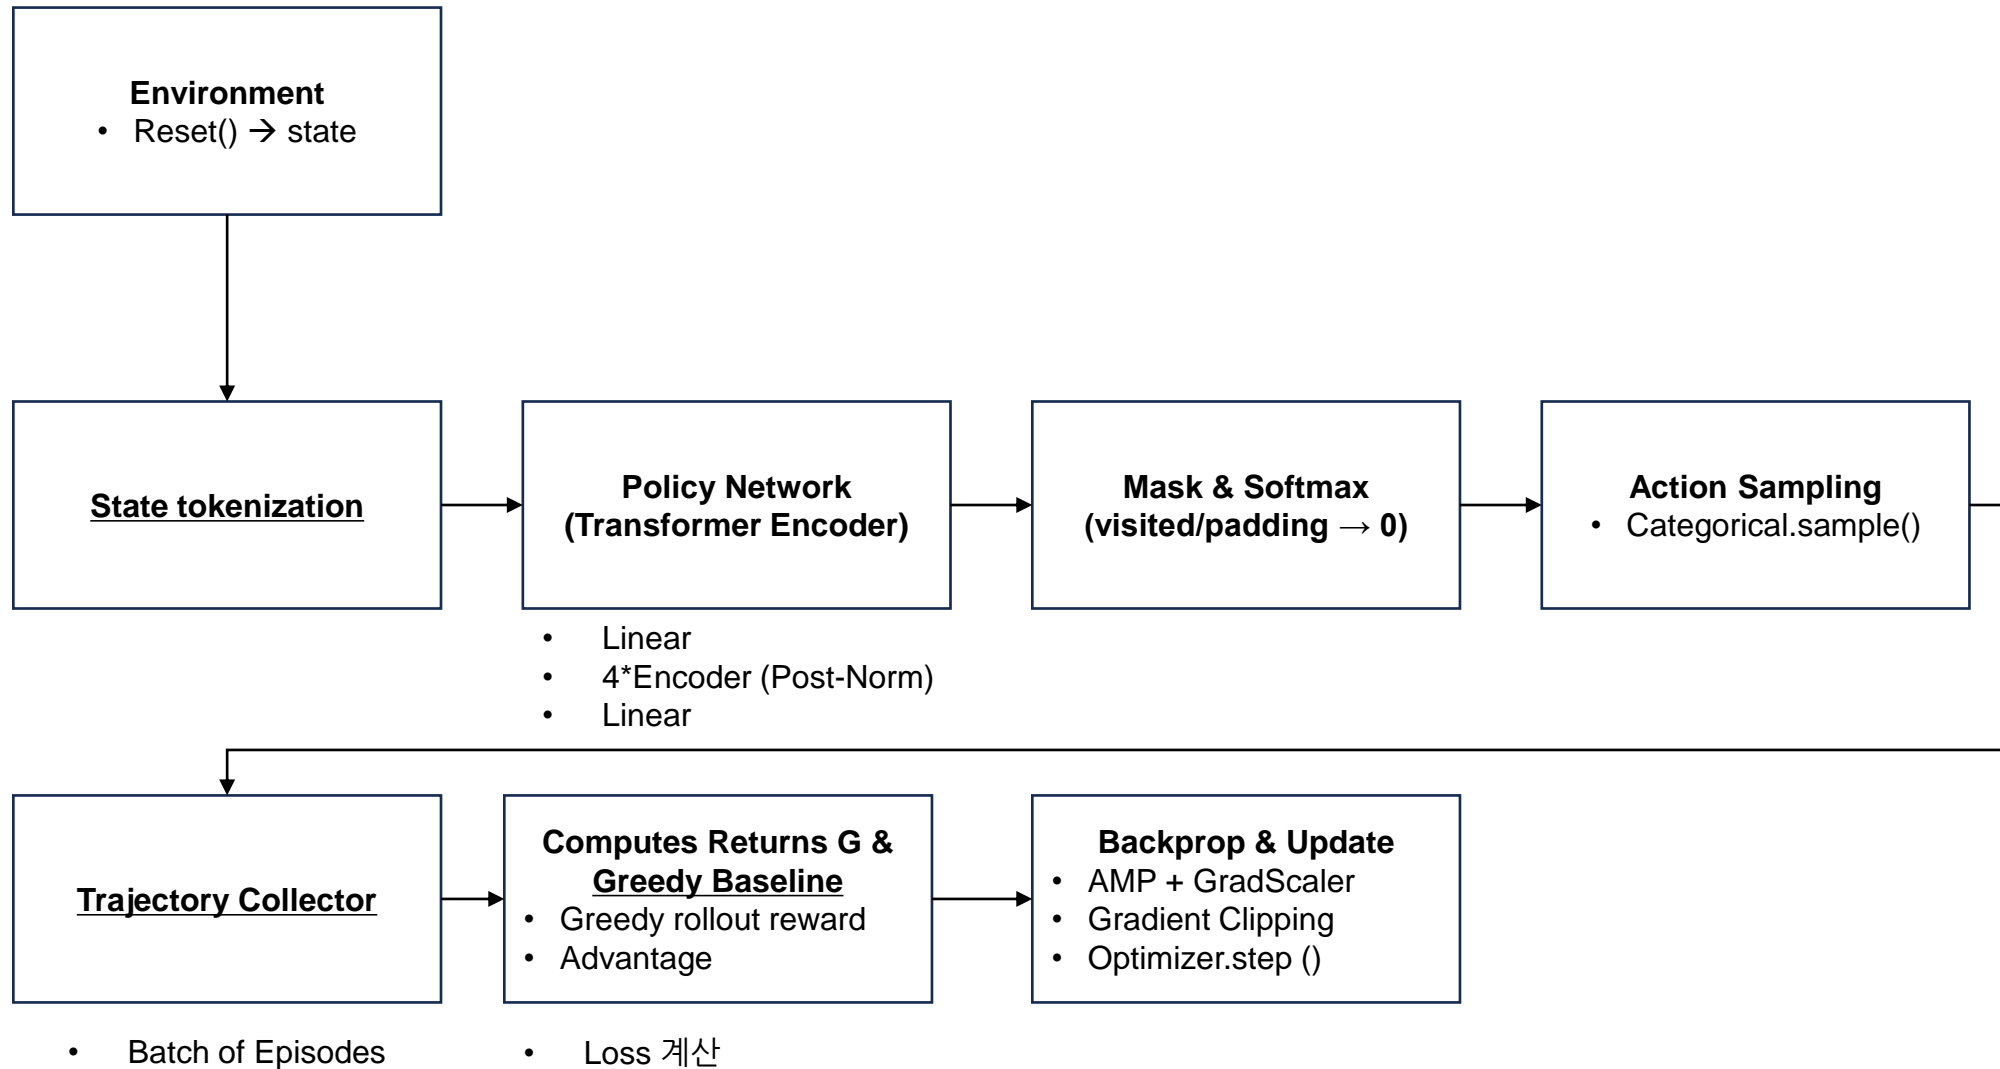 Environment
• Reset() → state
State tokenization
Policy Network
(Transformer Encoder)
• Linear
• 4*Encoder (Post-Norm)
• Linear
Mask & Softmax
(visited/padding → 0)
Action Sampling
• Categorical.sample()
Trajectory Collector
• Batch of Episodes
Computes Returns G &
Greedy Baseline
• Greedy rollout reward
• Advantage
• Loss 계산
Backprop & Update
• AMP + GradScaler
• Gradient Clipping
• Optimizer.step ()